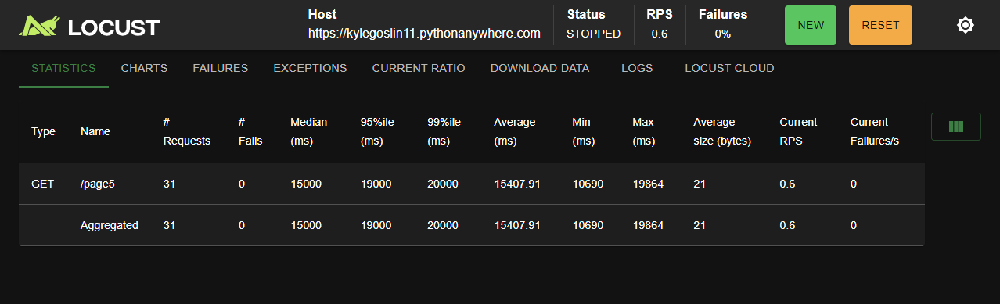 LOCUST
Host
https://kylegoslin11.pythonanywhere.com
Status
STOPPED
RPS
0.6
Failures
0%
NEW
RESET
STATISTICS CHARTS FAILURES EXCEPTIONS CURRENT RATIO DOWNLOAD DATA LOGS LOCUST CLOUD
Type Name # Requests # Fails Median (ms) 95%ile (ms) 99%ile (ms) Average (ms) Min (ms) Max (ms) Average size (bytes) Current RPS Current Failures/s
GET /page5 31 0 15000 19000 20000 15407.91 10690 19864 21 0.6 0
Aggregated 31 0 15000 19000 20000 15407.91 10690 19864 21 0.6 0